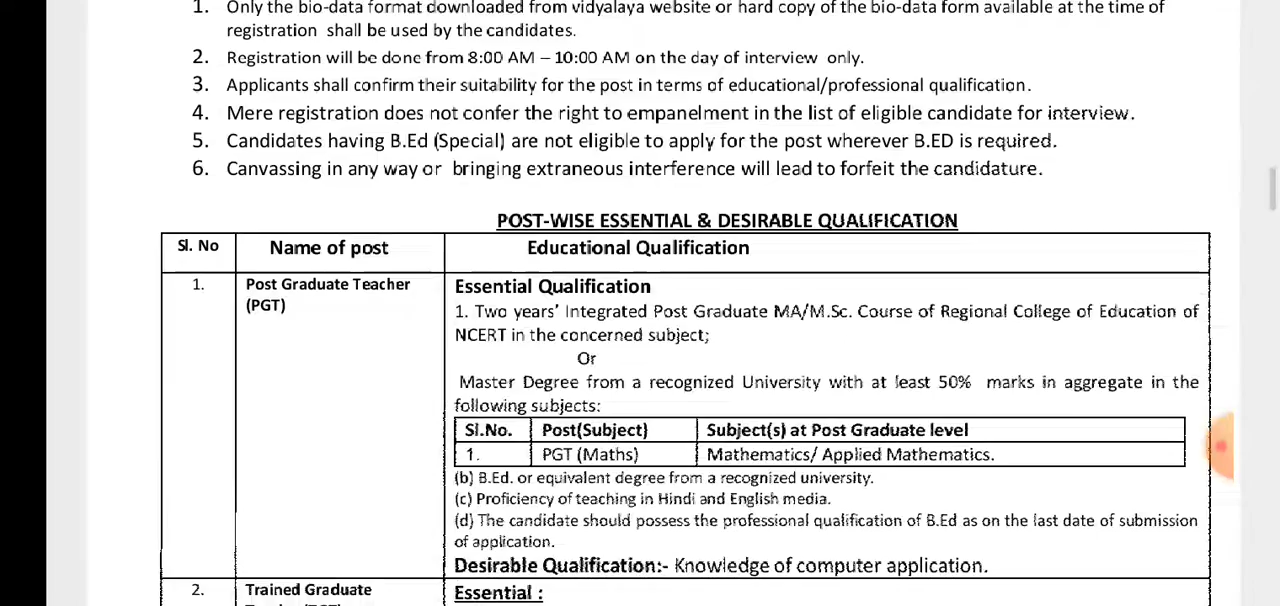 1. Only the bio-data format downloaded from vidyalaya website or hard copy of the bio-data form available at the time of
registration shall be used by the candidates.
2. Registration will be done from 8:00 AM – 10:00 AM on the day of interview only.
3. Applicants shall confirm their suitability for the post in terms of educational/professional qualification.
4. Mere registration does not confer the right to empanelment in the list of eligible candidate for interview.
5. Candidates having B.Ed (Special) are not eligible to apply for the post wherever B.ED is required.
6. Canvassing in any way or bringing extraneous interference will lead to forfeit the candidature.
POST-WISE ESSENTIAL & DESIRABLE QUALIFICATION
Sl. No Name of post Educational Qualification
1. Post Graduate Teacher
(PGT)
Essential Qualification
1. Two years' Integrated Post Graduate MA/M.Sc. Course of Regional College of Education of
NCERT in the concerned subject;
Or
Master Degree from a recognized University with at least 50% marks in aggregate in the
following subjects:
Sl.No. Post(Subject) Subject(s) at Post Graduate level
1. PGT (Maths) Mathematics/ Applied Mathematics.
(b) B.Ed. or equivalent degree from a recognized university.
(c) Proficiency of teaching in Hindi and English media.
(d) The candidate should possess the professional qualification of B.Ed as on the last date of submission
of application.
Desirable Qualification:- Knowledge of computer application.
2. Trained Graduate
Essential :